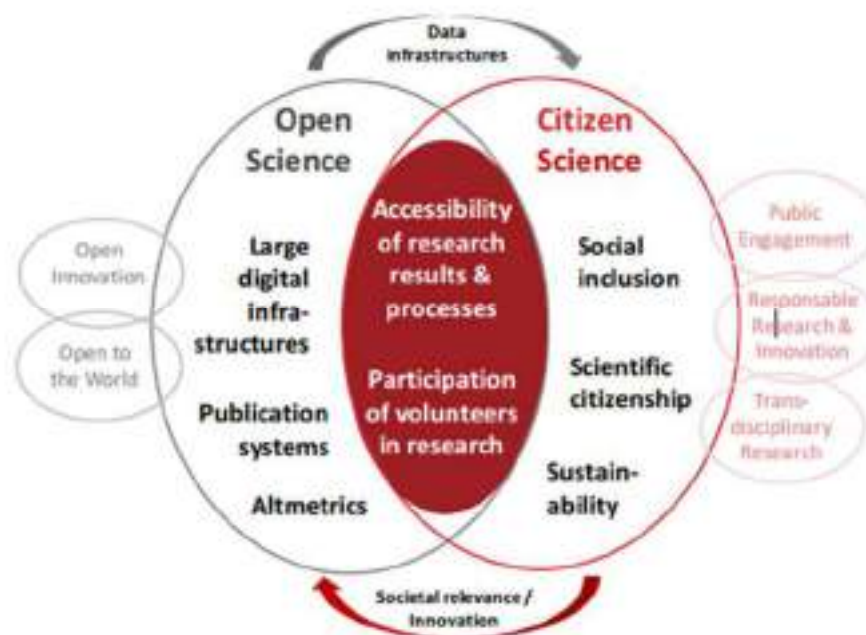 Data
infrastructures
Open
Science
Citizen
Science
Accessibility
of research
results &
processes
Participation
of volunteers
in research
Large
digital
infra-
structures
Publication
systems
Altmetrics
Social
inclusion
Scientific
citizenship
Sustain-
ability
Open
Innovation
Open to
the World
Public
Engagement
Responsable
Research &
Innovation
Trans-
disciplinary
Research
Societal relevance /
Innovation